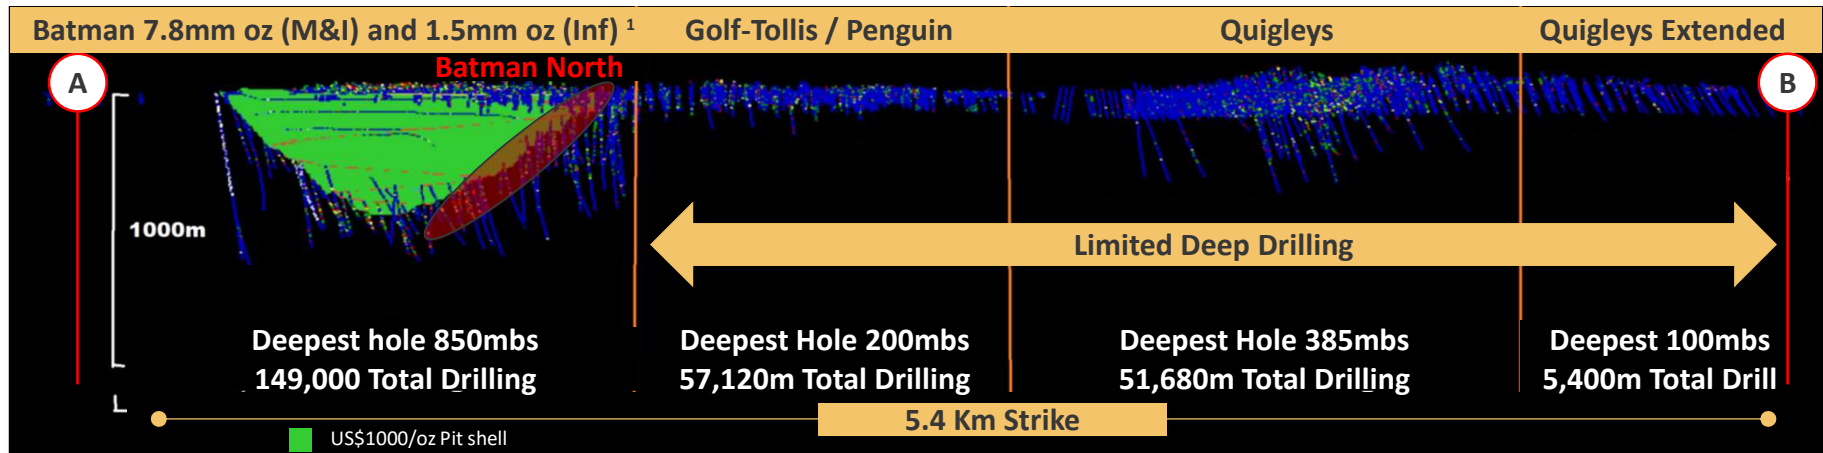 Batman 7.8mm oz (M&I) and 1.5mm oz (Inf) 1
Golf-Tollis / Penguin
Quigleys
Quigleys Extended
A
Batman North
B
1000m
Limited Deep Drilling
Deepest hole 850mbs
149,000 Total Drilling
Deepest Hole 200mbs
57,120m Total Drilling
Deepest Hole 385mbs
51,680m Total Drilling
Deepest 100mbs
5,400m Total Drill
L
5.4 Km Strike
US$1000/oz Pit shell